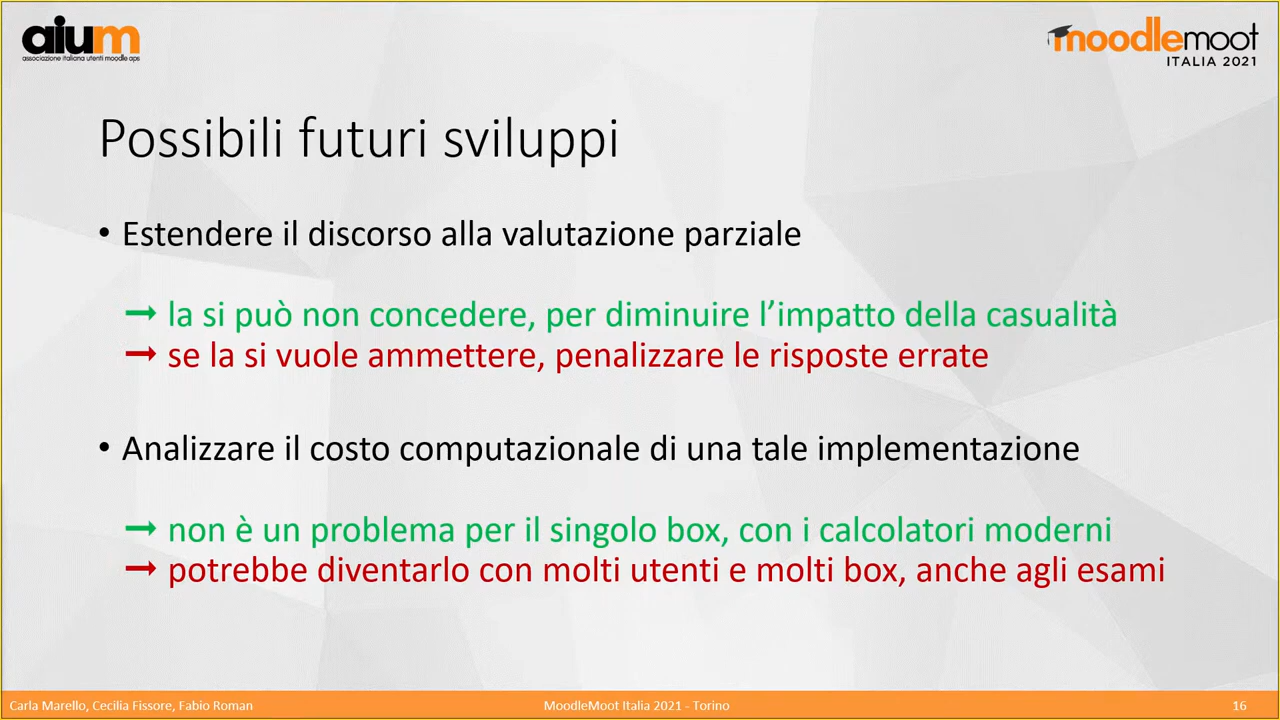 aium
associazione italiana utenti moodle aps
moodlemoot
ITALIA 2021
Possibili futuri sviluppi
• Estendere il discorso alla valutazione parziale
→ la si può non concedere, per diminuire l’impatto della casualità
→ se la si vuole ammettere, penalizzare le risposte errate
• Analizzare il costo computazionale di una tale implementazione
→ non è un problema per il singolo box, con i calcolatori moderni
→ potrebbe diventarlo con molti utenti e molti box, anche agli esami
Carla Marello, Cecilia Fissore, Fabio Roman
MoodleMoot Italia 2021 - Torino
16